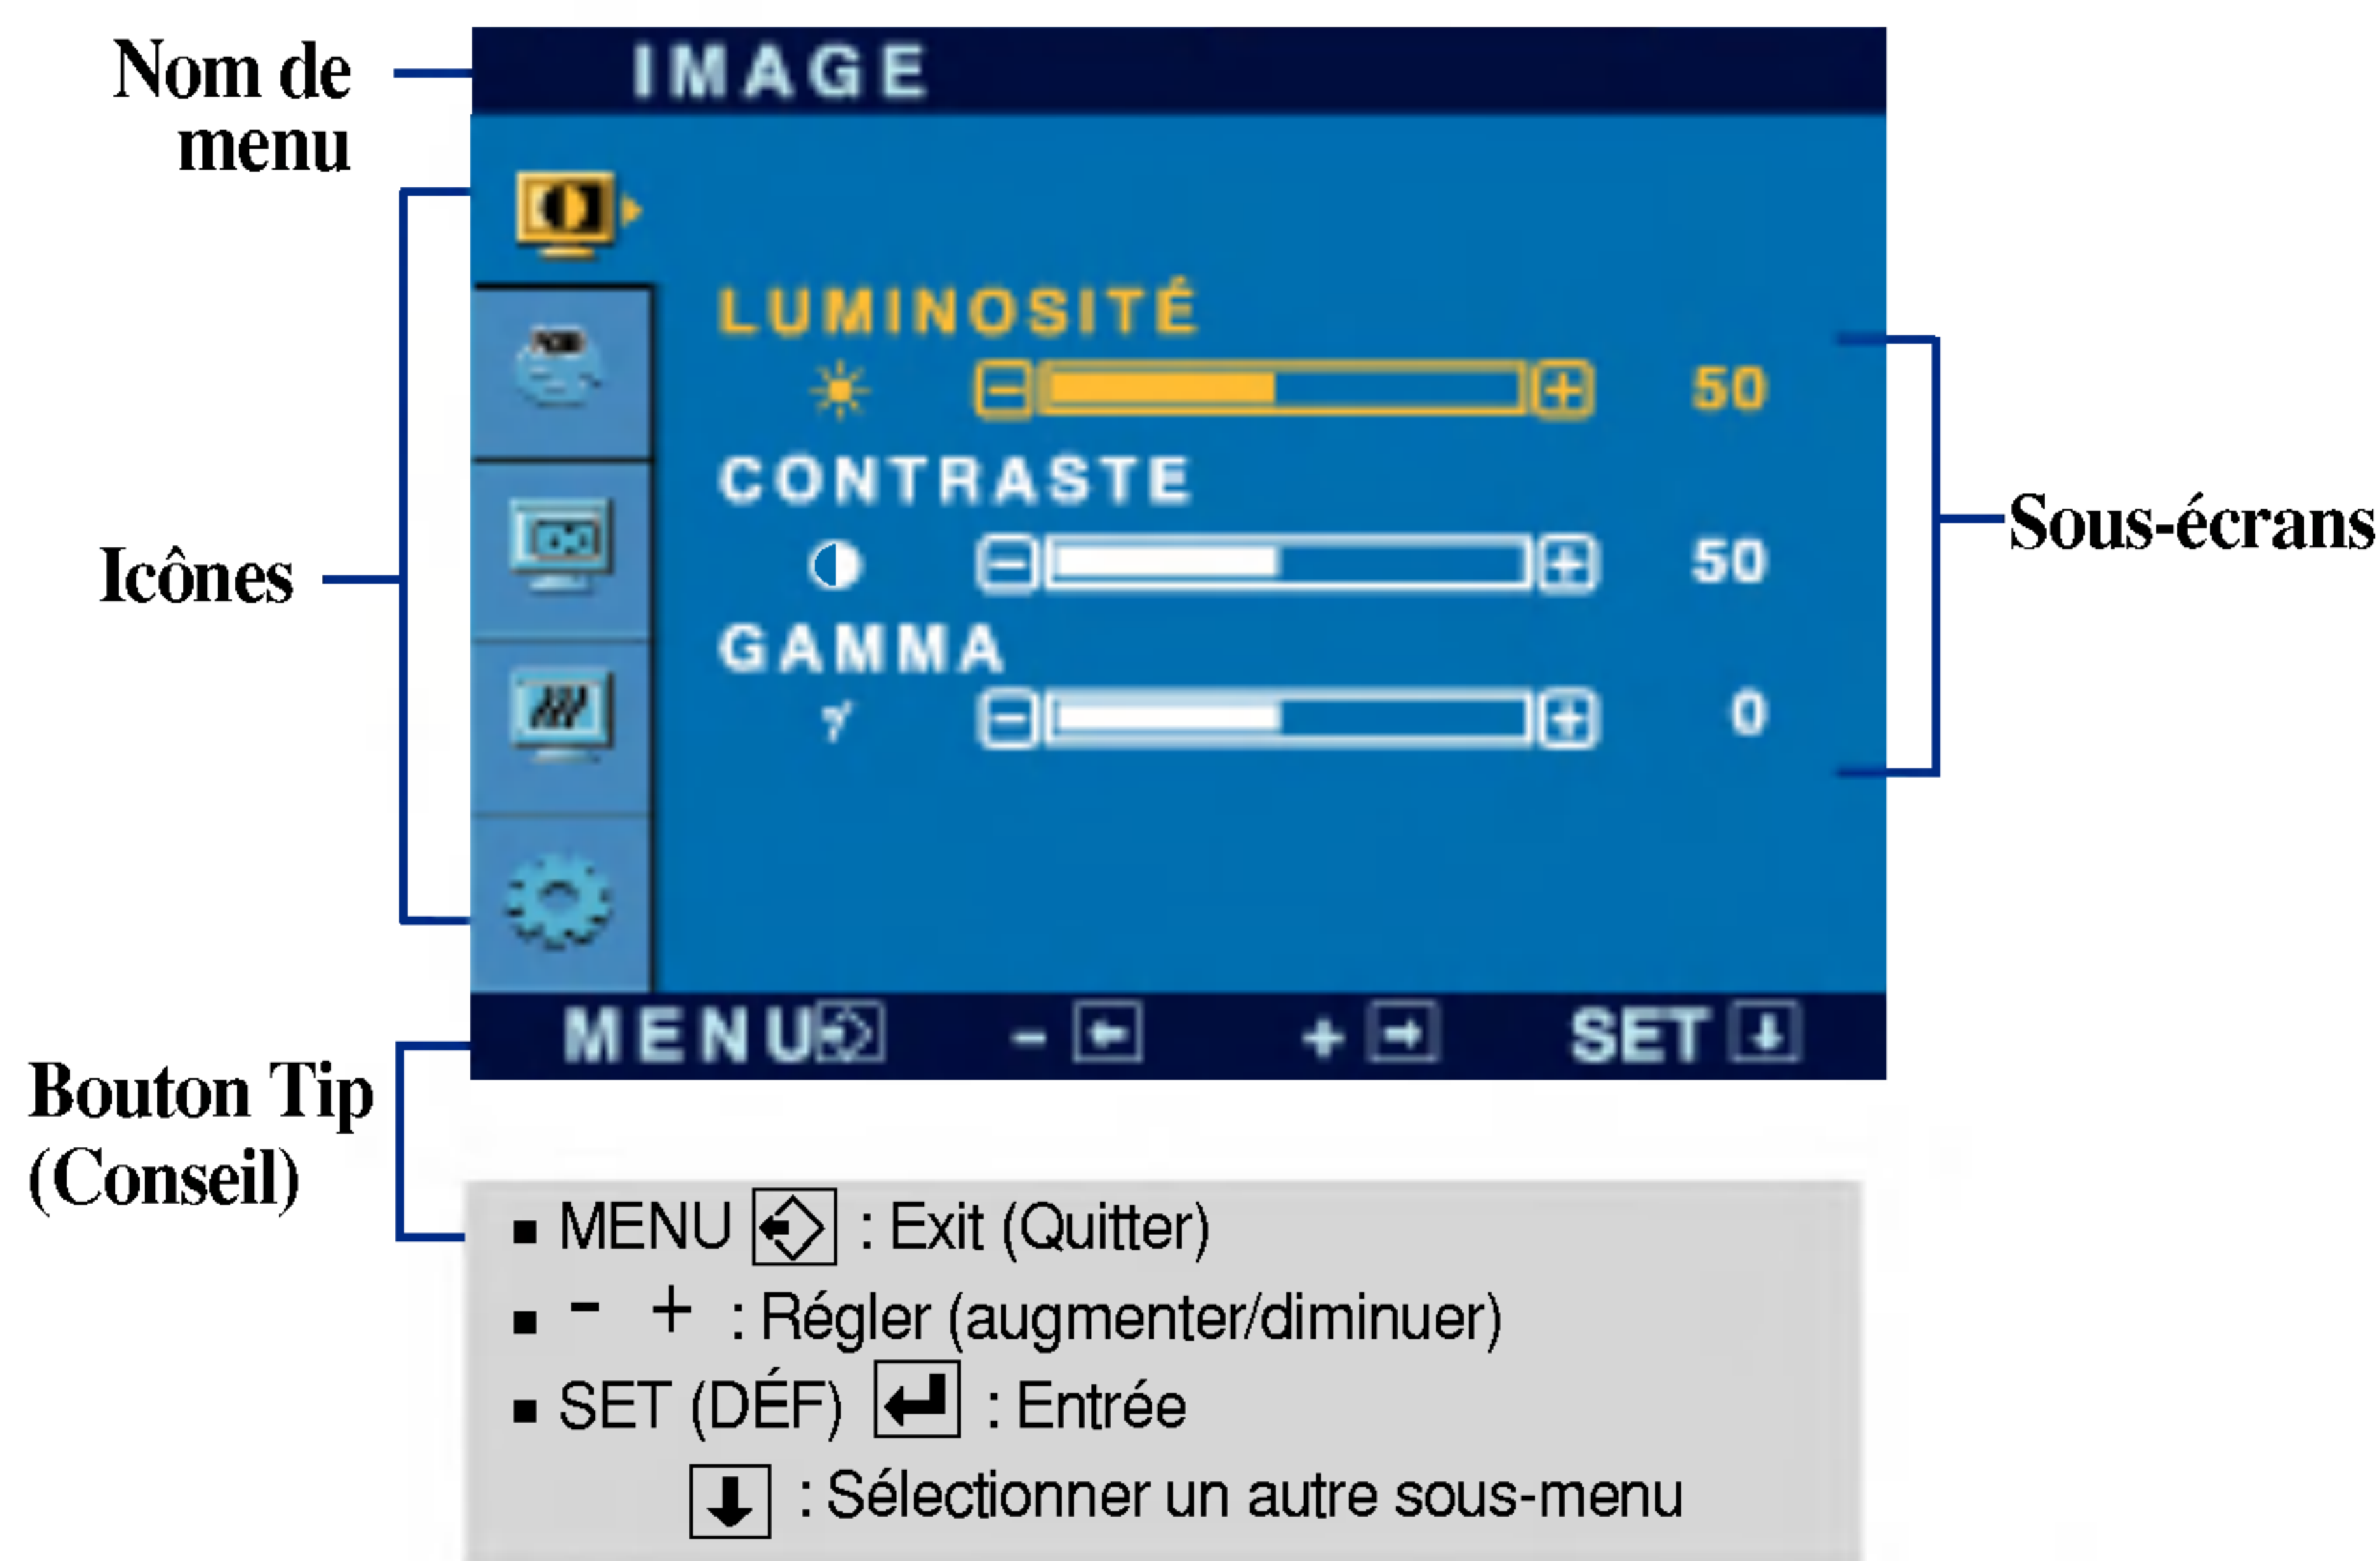 Nom de
menu
IMAGE
LUMINOSITÉ
50
CONTRASTE
50
GAMMA
γ
0
Icônes
Sous-écrans
MENU - + SET
Bouton Tip
(Conseil)
▪ MENU : Exit (Quitter)
▪ - + : Régler (augmenter/diminuer)
▪ SET (DÉF) : Entrée
: Sélectionner un autre sous-menu